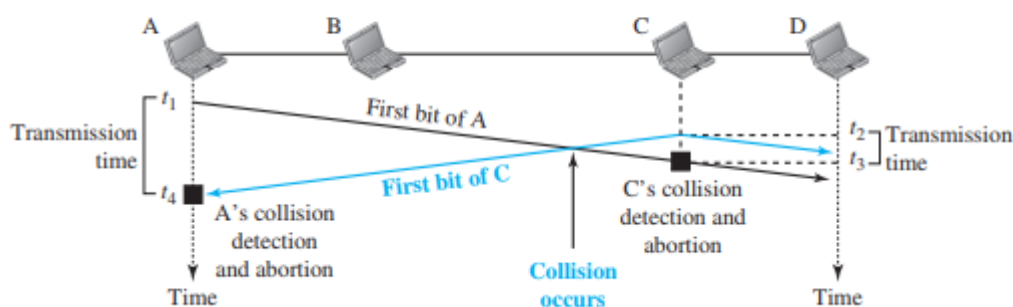 A
B
C
D
t1
First bit of A
Transmission
time
t2
Transmission
t3
time
First bit of C
t4
A's collision
detection
and abortion
C's collision
detection and
abortion
Collision
occurs
Time
Time